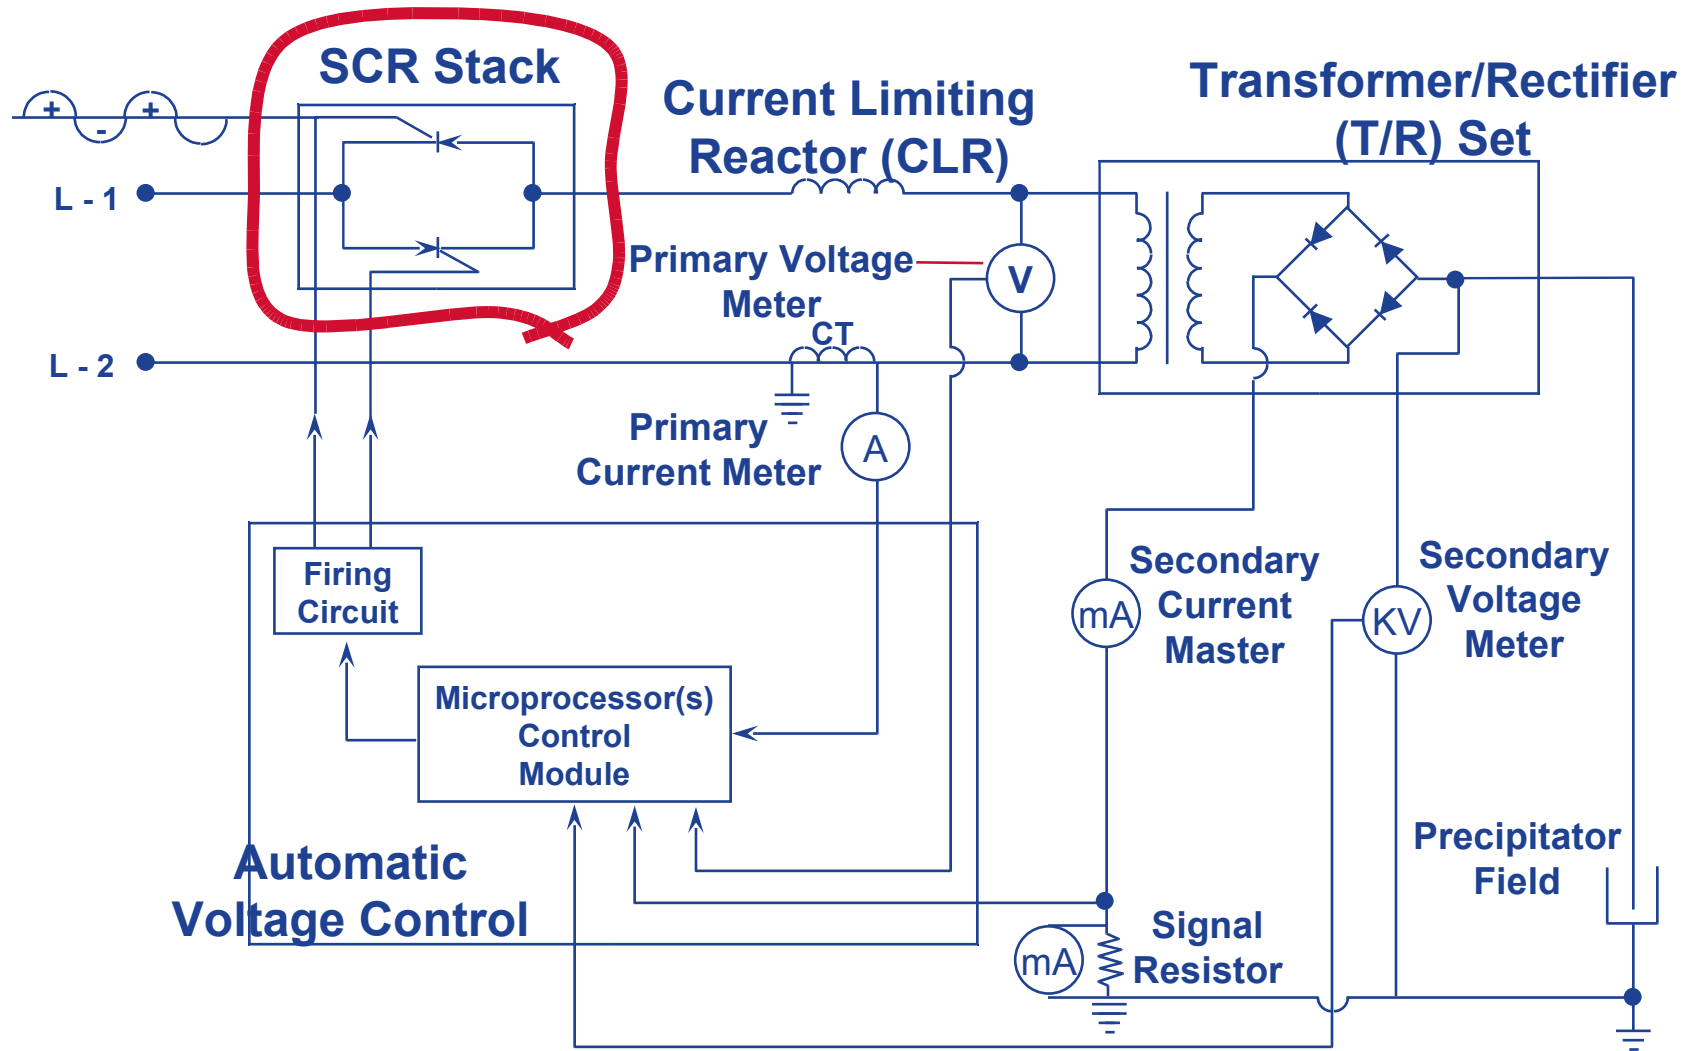 SCR Stack
Current Limiting
Reactor (CLR)
Transformer/Rectifier
(T/R) Set
+
-
+
L - 1
Primary Voltage
Meter
V
CT
L - 2
Primary
Current Meter
A
Firing
Circuit
Secondary
Current
Master
mA
Secondary
Voltage
Meter
KV
Microprocessor(s)
Control
Module
Automatic
Voltage Control
Precipitator
Field
Signal
Resistor
mA